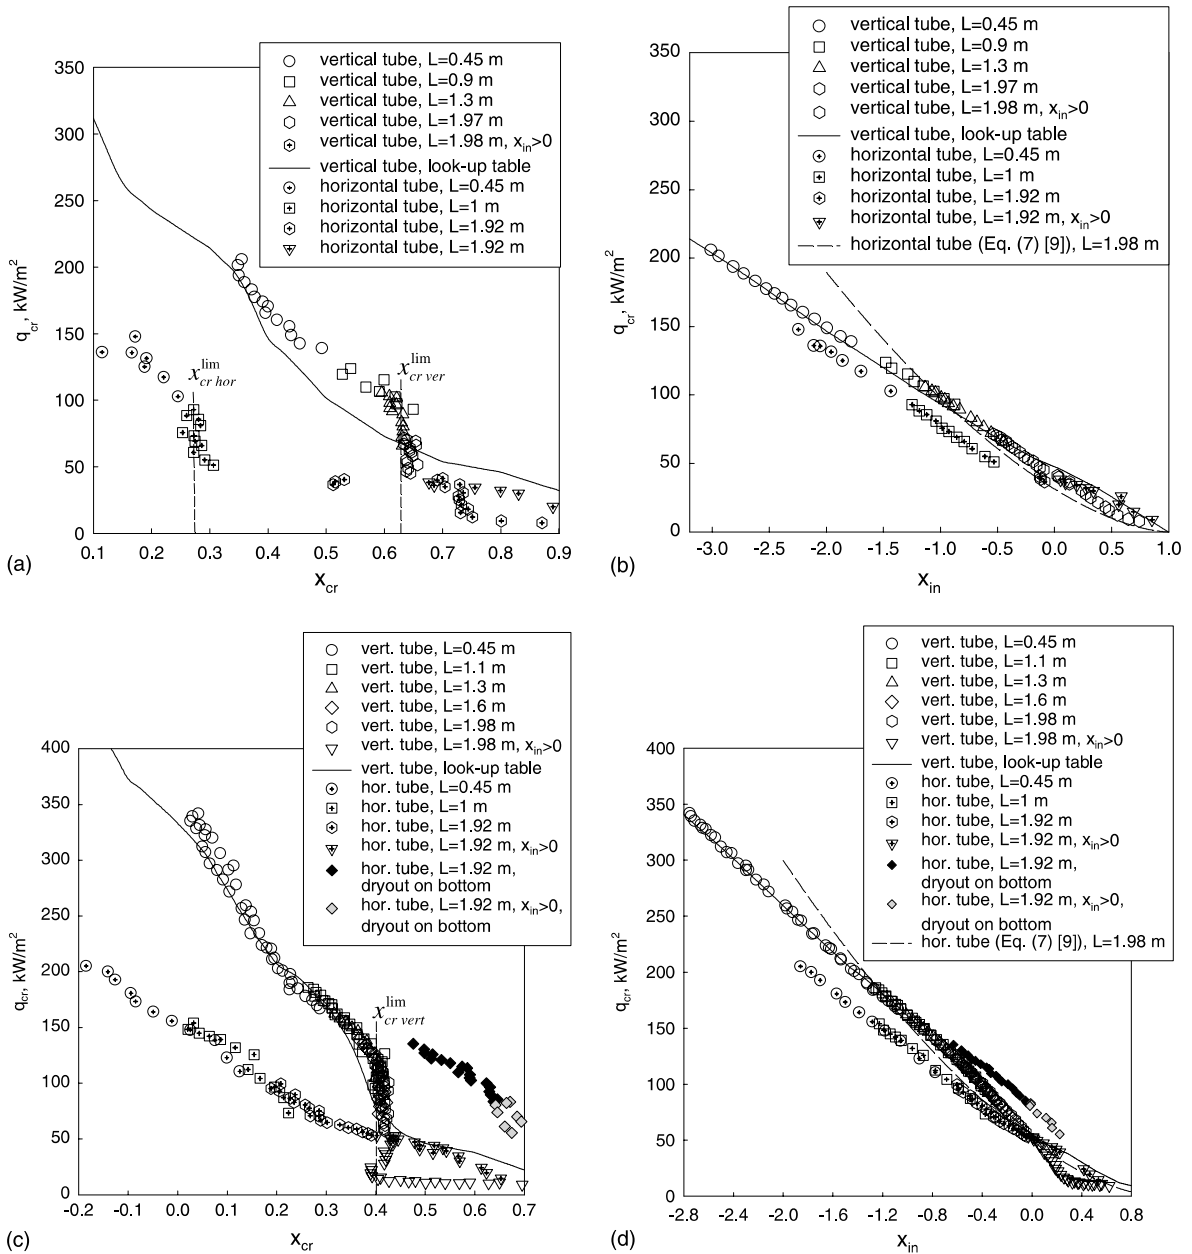 vertical tube, L=0.45 m
vertical tube, L=0.9 m
vertical tube, L=1.3 m
vertical tube, L=1.97 m
vertical tube, L=1.98 m, x_in>0
vertical tube, look-up table
horizontal tube, L=0.45 m
horizontal tube, L=1 m
horizontal tube, L=1.92 m
horizontal tube, L=1.92 m
350
300
250
200
150
100
50
0
q_cr, kW/m²
x_cr hor^lim
x_cr ver^lim
0.1 0.2 0.3 0.4 0.5 0.6 0.7 0.8 0.9
(a)
x_cr
vertical tube, L=0.45 m
vertical tube, L=0.9 m
vertical tube, L=1.3 m
vertical tube, L=1.97 m
vertical tube, L=1.98 m, x_in>0
vertical tube, look-up table
horizontal tube, L=0.45 m
horizontal tube, L=1 m
horizontal tube, L=1.92 m
horizontal tube, L=1.92 m, x_in>0
horizontal tube (Eq. (7) [9]), L=1.98 m
350
300
250
200
150
100
50
0
q_cr, kW/m²
-3.0 -2.5 -2.0 -1.5 -1.0 -0.5 0.0 0.5 1.0
(b)
x_in
vert. tube, L=0.45 m
vert. tube, L=1.1 m
vert. tube, L=1.3 m
vert. tube, L=1.6 m
vert. tube, L=1.98 m
vert. tube, L=1.98 m, x_in>0
vert. tube, look-up table
hor. tube, L=0.45 m
hor. tube, L=1 m
hor. tube, L=1.92 m
hor. tube, L=1.92 m, x_in>0
hor. tube, L=1.92 m,
dryout on bottom
hor. tube, L=1.92 m, x_in>0,
dryout on bottom
400
350
300
250
200
150
100
50
0
q_cr, kW/m²
x_cr vert^lim
-0.2 -0.1 0.0 0.1 0.2 0.3 0.4 0.5 0.6 0.7
(c)
x_cr
vert. tube, L=0.45 m
vert. tube, L=1.1 m
vert. tube, L=1.3 m
vert. tube, L=1.6 m
vert. tube, L=1.98 m
vert. tube, L=1.98 m, x_in>0
vert. tube, look-up table
hor. tube, L=0.45 m
hor. tube, L=1 m
hor. tube, L=1.92 m
hor. tube, L=1.92 m, x_in>0
hor. tube, L=1.92 m,
dryout on bottom
hor. tube, L=1.92 m, x_in>0,
dryout on bottom
hor. tube (Eq. (7) [9]), L=1.98 m
400
350
300
250
200
150
100
50
0
q_cr, kW/m²
-2.8 -2.4 -2.0 -1.6 -1.2 -0.8 -0.4 0.0 0.4 0.8
(d)
x_in